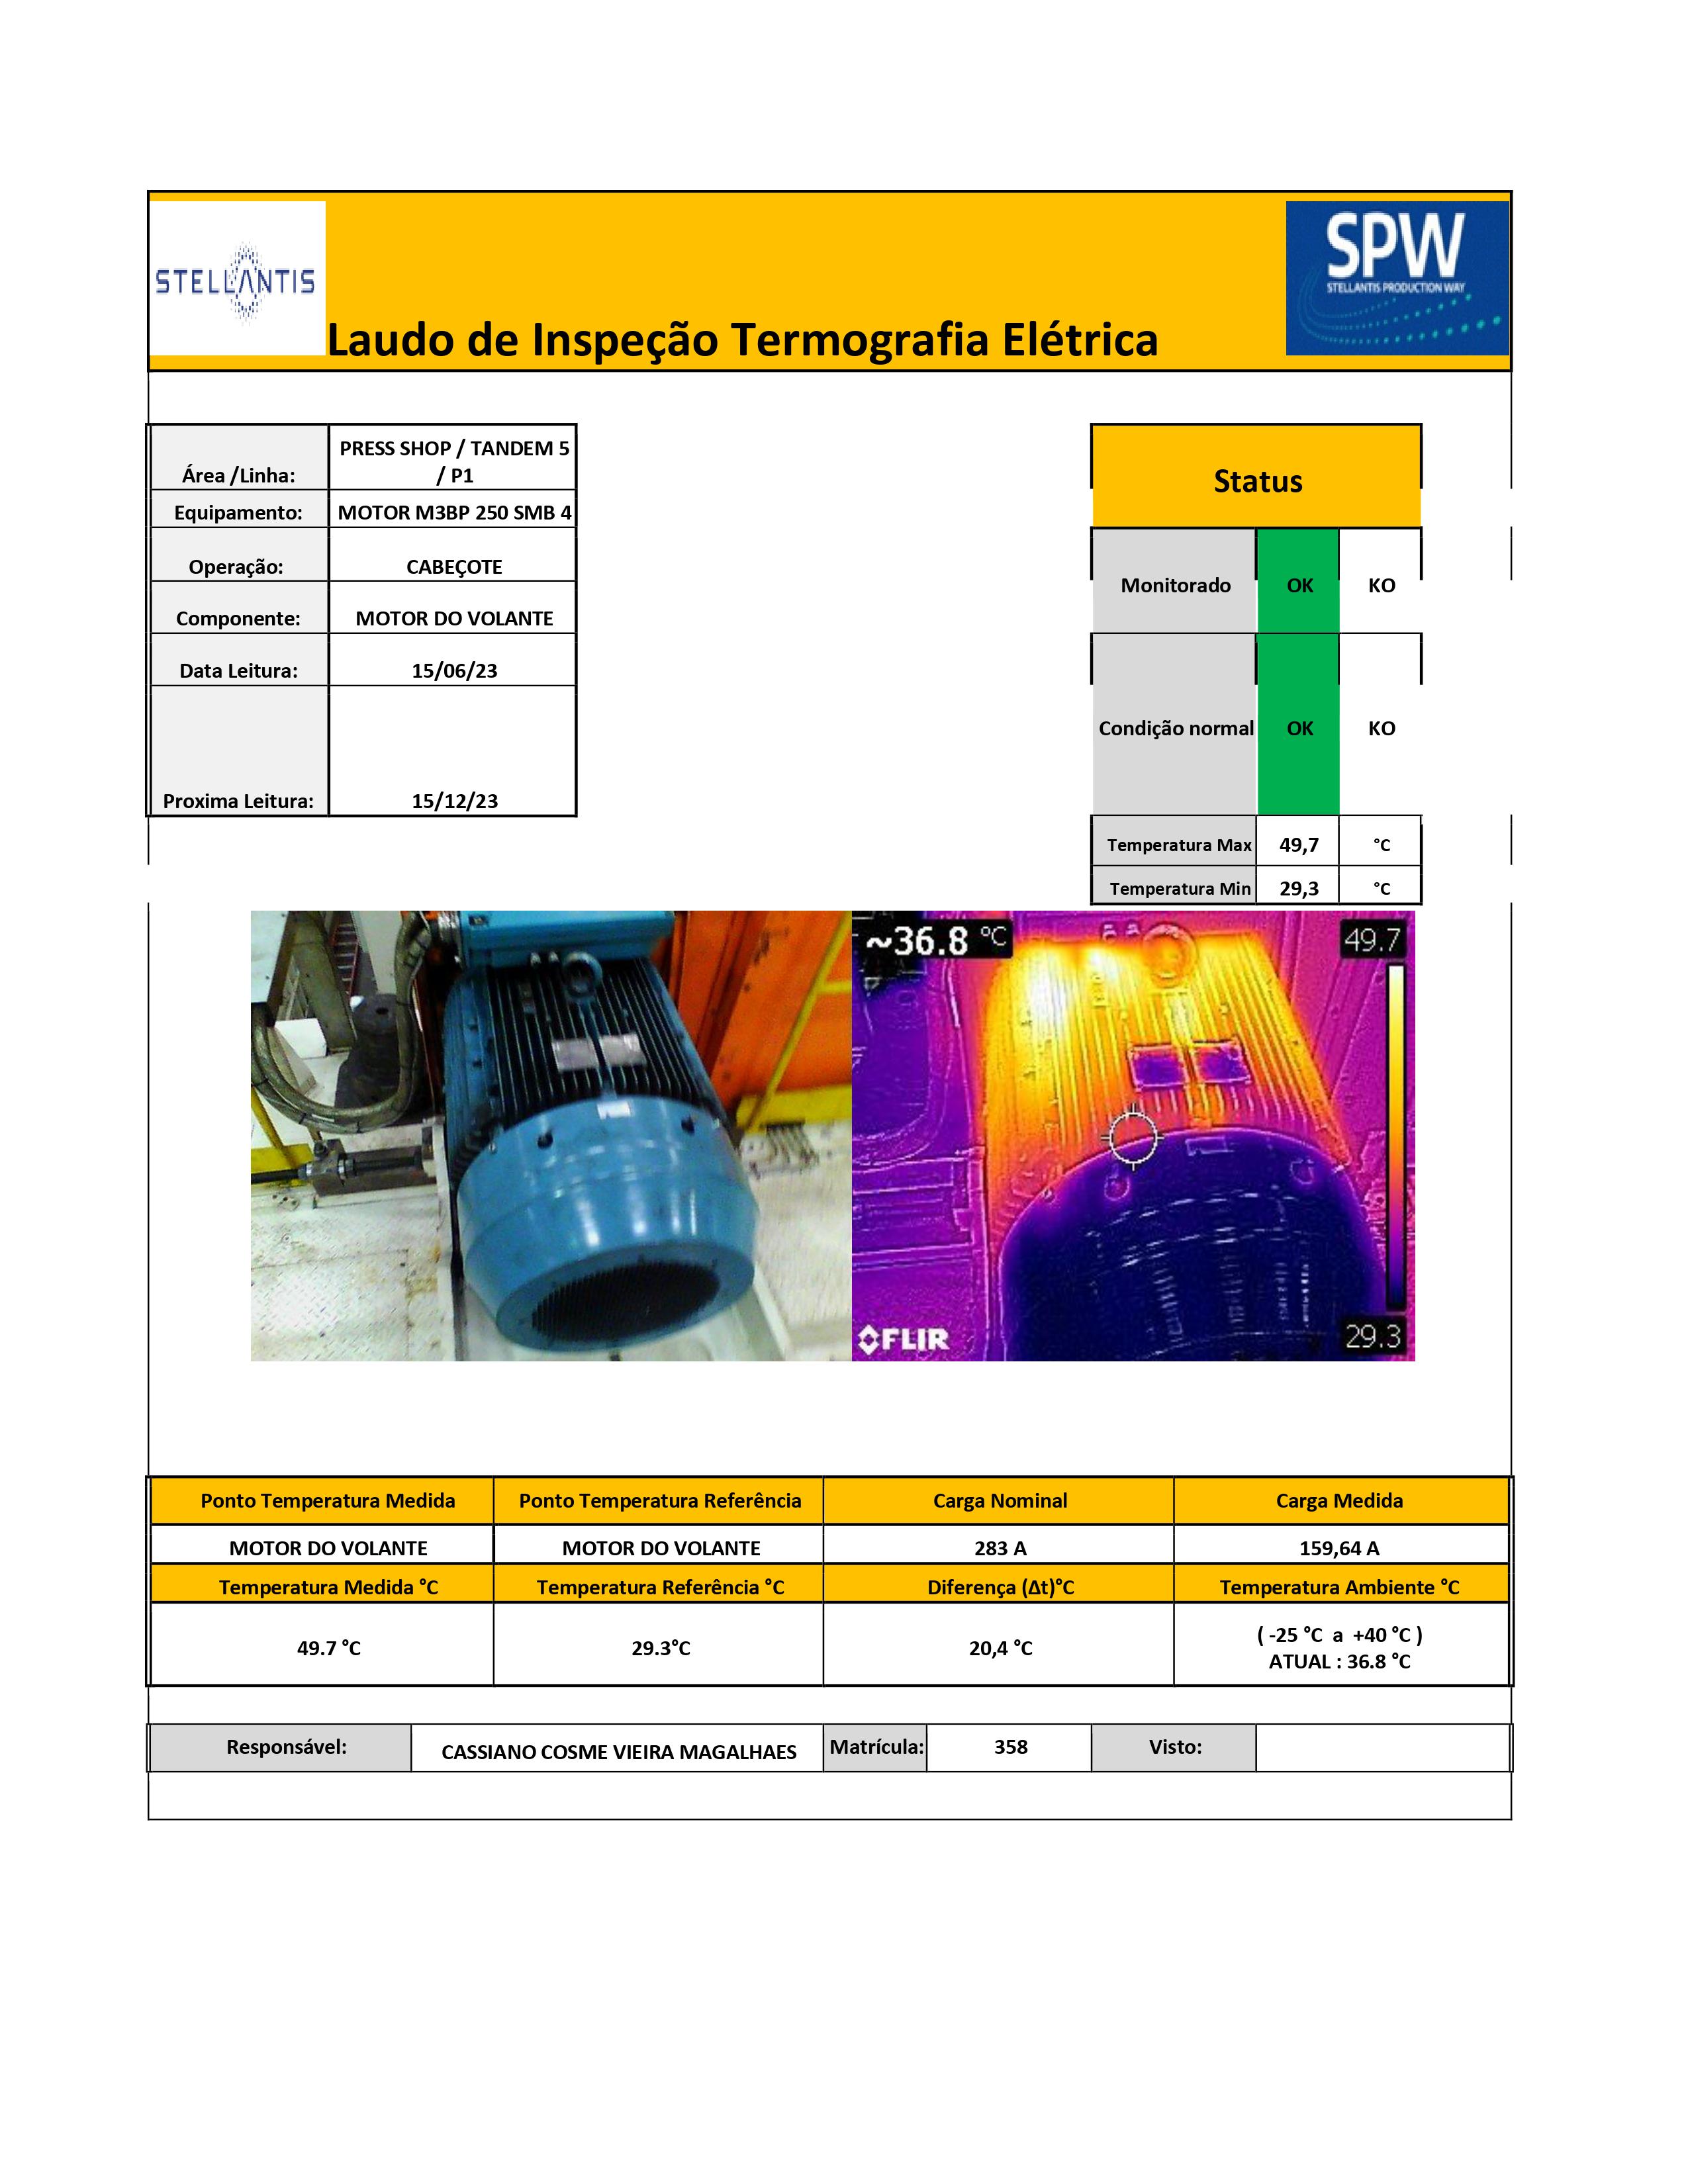 STELLANTIS
SPW
STELLANTIS PRODUCTION WAY
Laudo de Inspeção Termografia Elétrica
Área /Linha:
PRESS SHOP / TANDEM 5
/ P1
Equipamento:
MOTOR M3BP 250 SMB 4
Operação:
CABEÇOTE
Componente:
MOTOR DO VOLANTE
Data Leitura:
15/06/23
Proxima Leitura:
15/12/23
Status
Monitorado
OK
KO
Condição normal
OK
KO
Temperatura Max
49,7
°C
Temperatura Min
29,3
°C
~36.8 °C
49.7
FLIR
29.3
Ponto Temperatura Medida
Ponto Temperatura Referência
Carga Nominal
Carga Medida
MOTOR DO VOLANTE
MOTOR DO VOLANTE
283 A
159,64 A
Temperatura Medida °C
Temperatura Referência °C
Diferença (Δt)°C
Temperatura Ambiente °C
49.7 °C
29.3°C
20,4 °C
( -25 °C a +40 °C )
ATUAL : 36.8 °C
Responsável:
CASSIANO COSME VIEIRA MAGALHAES
Matrícula:
358
Visto: